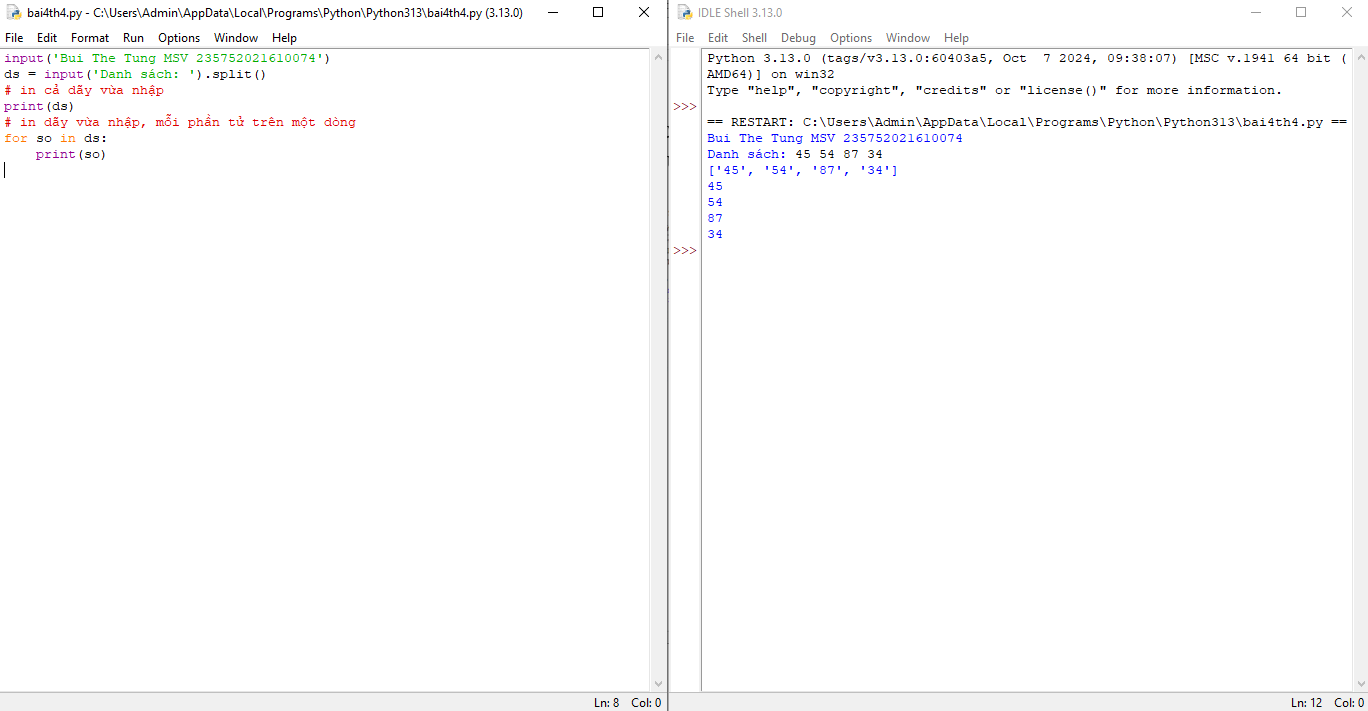 bai4th4.py - C:\Users\Admin\AppData\Local\Programs\Python\Python313\bai4th4.py (3.13.0)
File Edit Format Run Options Window Help
input('Bui The Tung MSV 235752021610074')
ds = input('Danh sách: ').split()
# in cả dãy vừa nhập
print(ds)
# in dãy vừa nhập, mỗi phần tử trên một dòng
for so in ds:
    print(so)
Ln: 8 Col: 0
IDLE Shell 3.13.0
File Edit Shell Debug Options Window Help
Python 3.13.0 (tags/v3.13.0:60403a5, Oct  7 2024, 09:38:07) [MSC v.1941 64 bit (
AMD64)] on win32
Type "help", "copyright", "credits" or "license()" for more information.
>>>
== RESTART: C:\Users\Admin\AppData\Local\Programs\Python\Python313\bai4th4.py ==
Bui The Tung MSV 235752021610074
Danh sách: 45 54 87 34
['45', '54', '87', '34']
45
54
87
34
>>>
Ln: 12 Col: 0